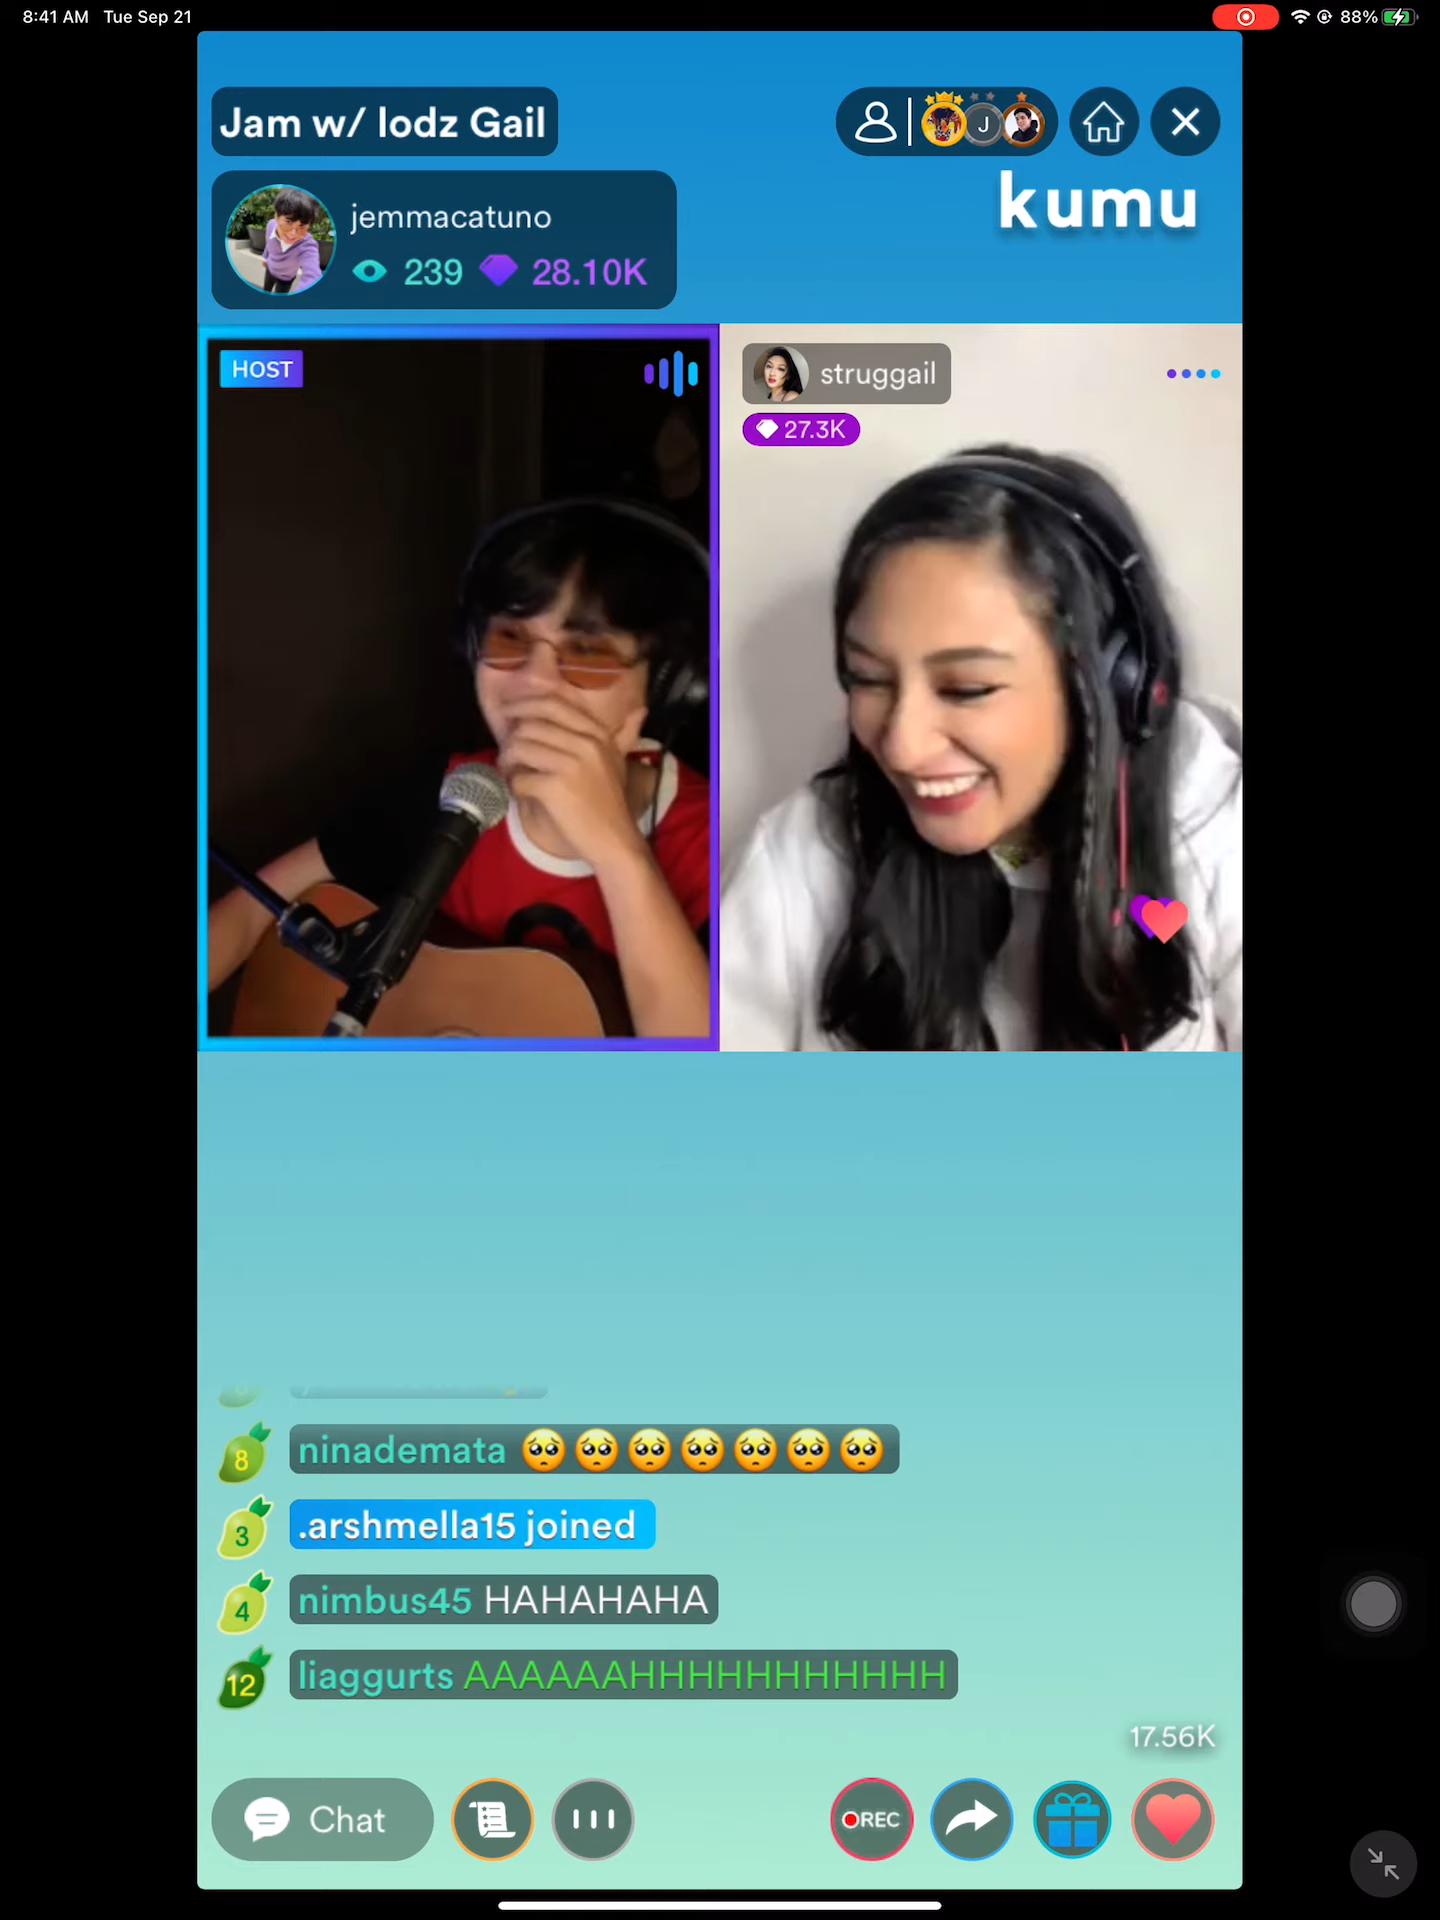 8:41 AM Tue Sep 21
88%
Jam w/ lodz Gail
J
kumu
jemmacatuno
239 28.10K
HOST
struggail
27.3K
8 ninademata 🥺🥺🥺🥺🥺🥺🥺
3 .arshmella15 joined
4 nimbus45 HAHAHAHA
12 liaggurts AAAAAAHHHHHHHHHHH
17.56K
Chat
REC